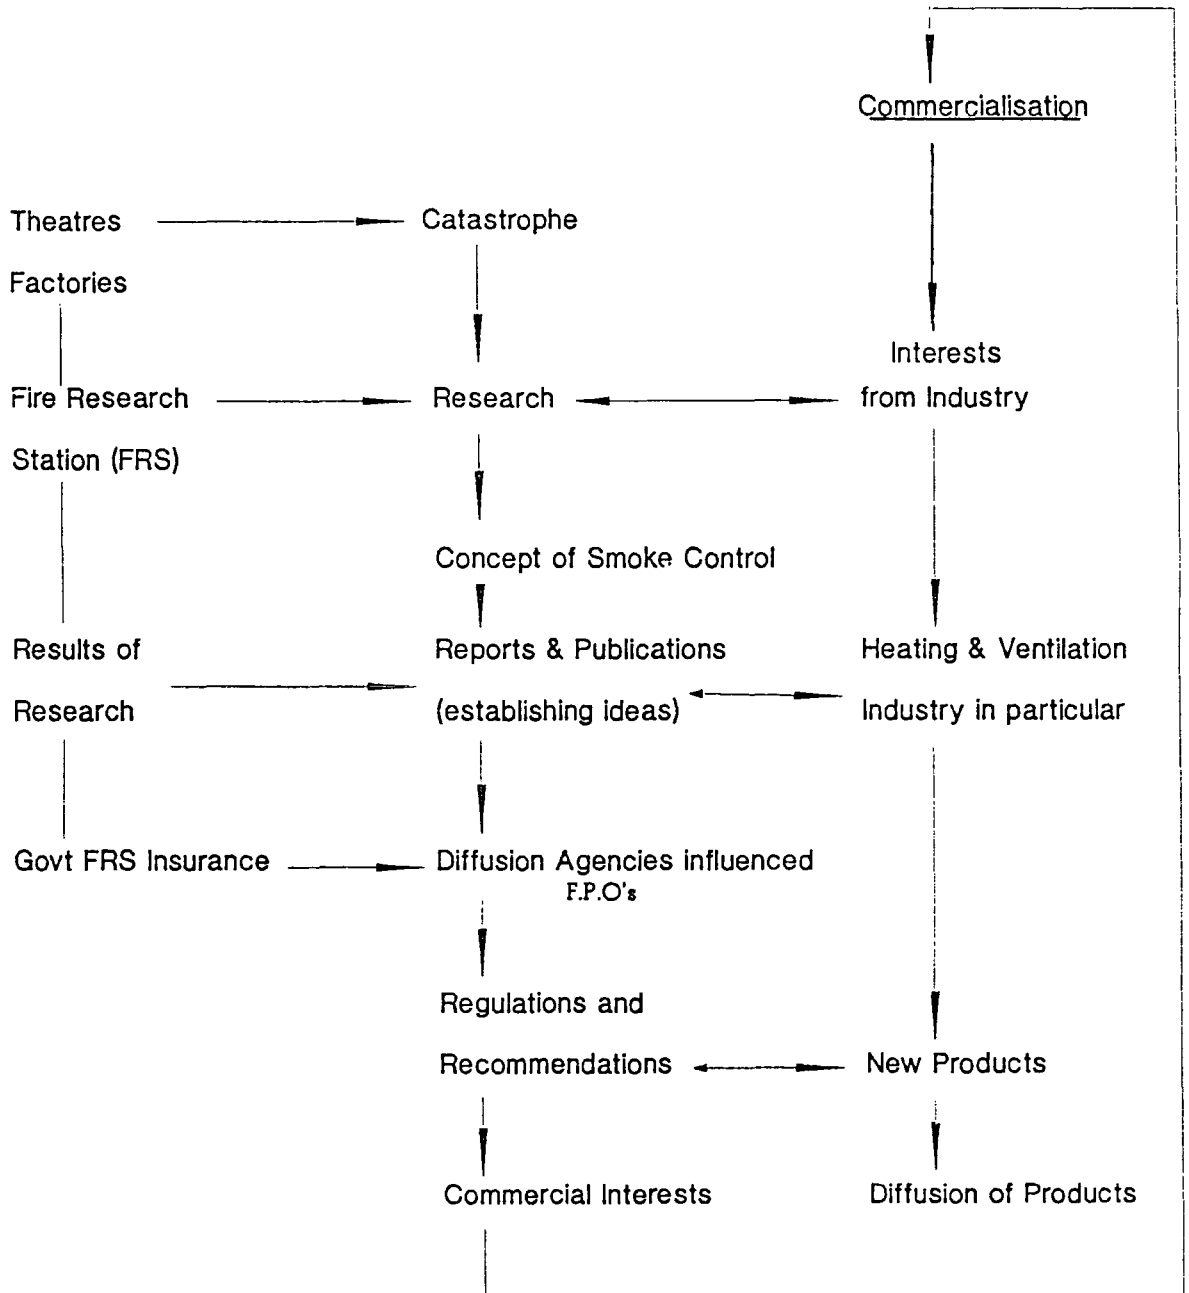 Commercialisation
Theatres
Catastrophe
Factories
Interests
Fire Research
Research
from Industry
Station (FRS)
Concept of Smoke Control
Results of
Reports & Publications
Heating & Ventilation
Research
(establishing ideas)
Industry in particular
Govt FRS Insurance
Diffusion Agencies influenced
F.P.O's
Regulations and
Recommendations
New Products
Commercial Interests
Diffusion of Products